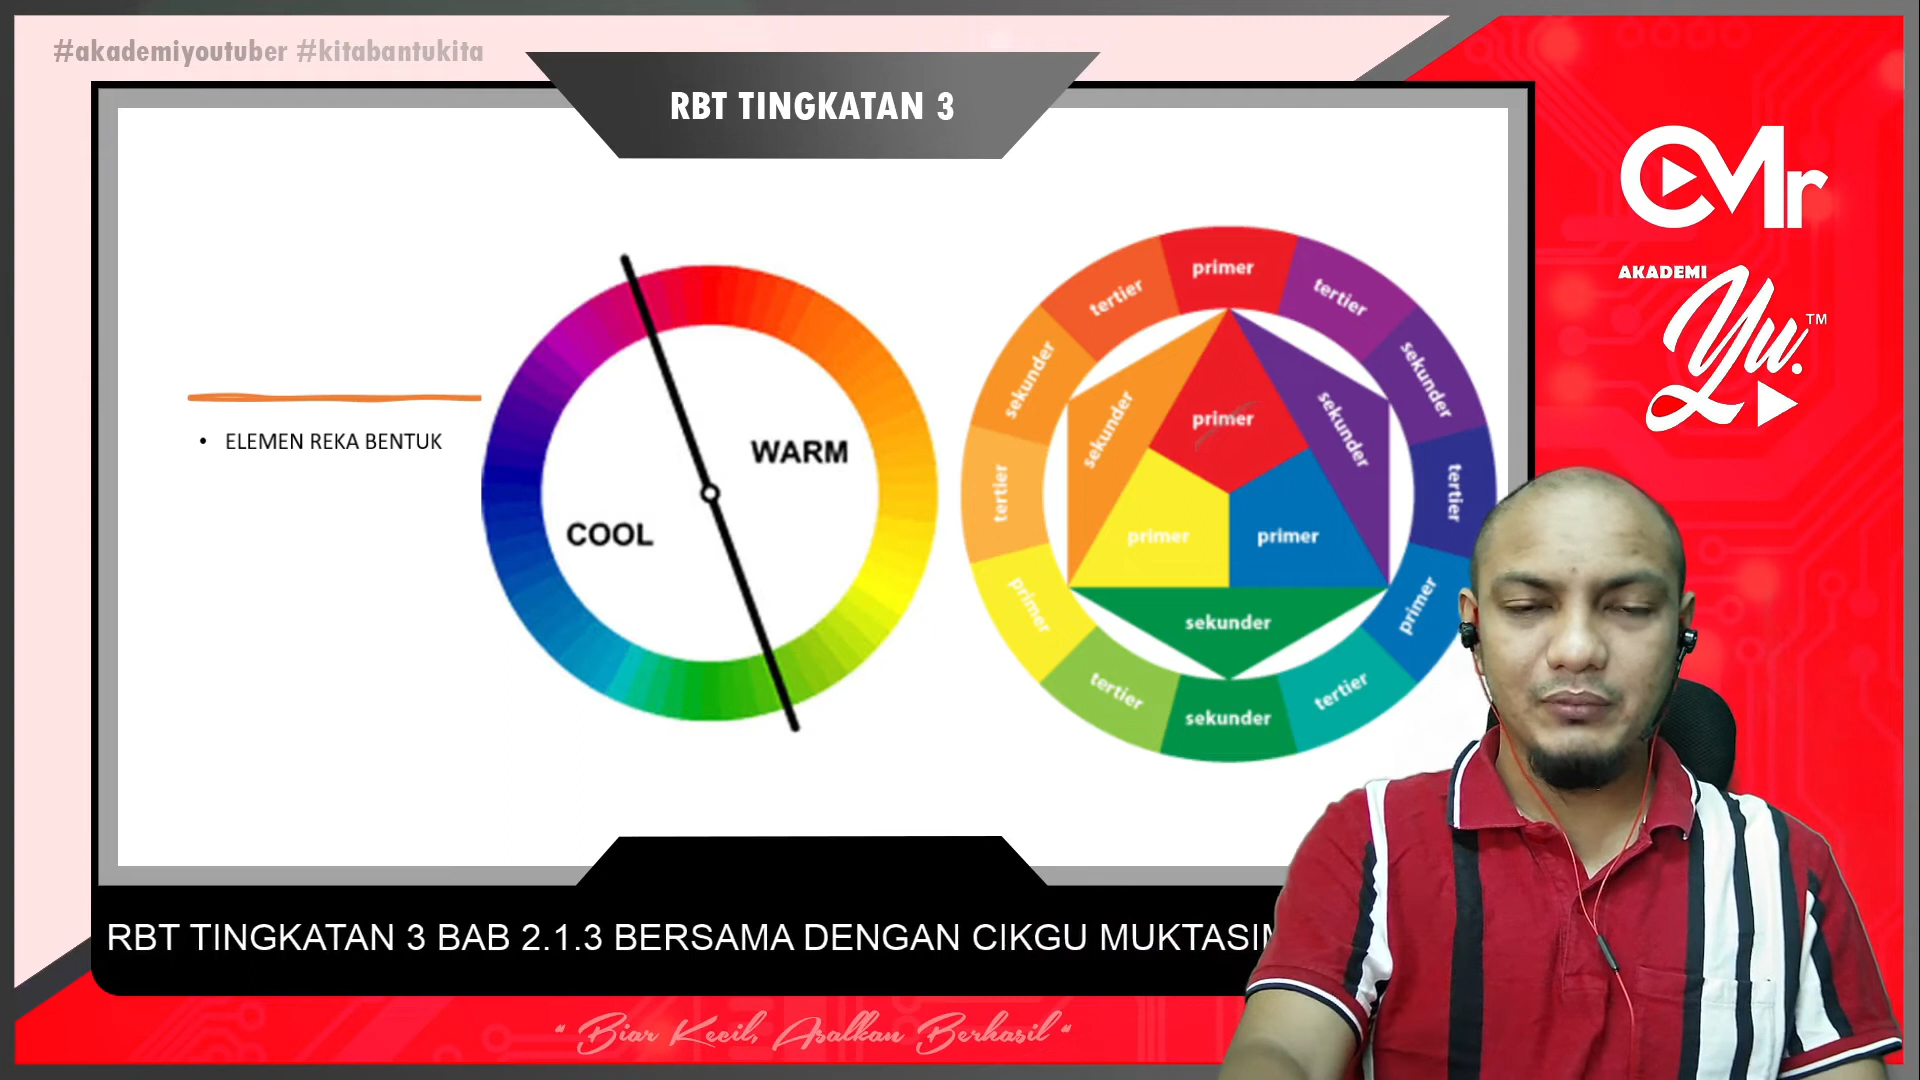 #akademiyoutuber #kitabantukita
RBT TINGKATAN 3
CMr
AKADEMI
Yu.
TM
• ELEMEN REKA BENTUK
WARM
COOL
primer
tertier
sekunder
tertier
primer
tertier
sekunder
tertier
primer
tertier
sekunder
tertier
primer
sekunder
sekunder
primer
primer
sekunder
RBT TINGKATAN 3 BAB 2.1.3 BERSAMA DENGAN CIKGU
" Biar Kecil, Asalkan Berhasil "